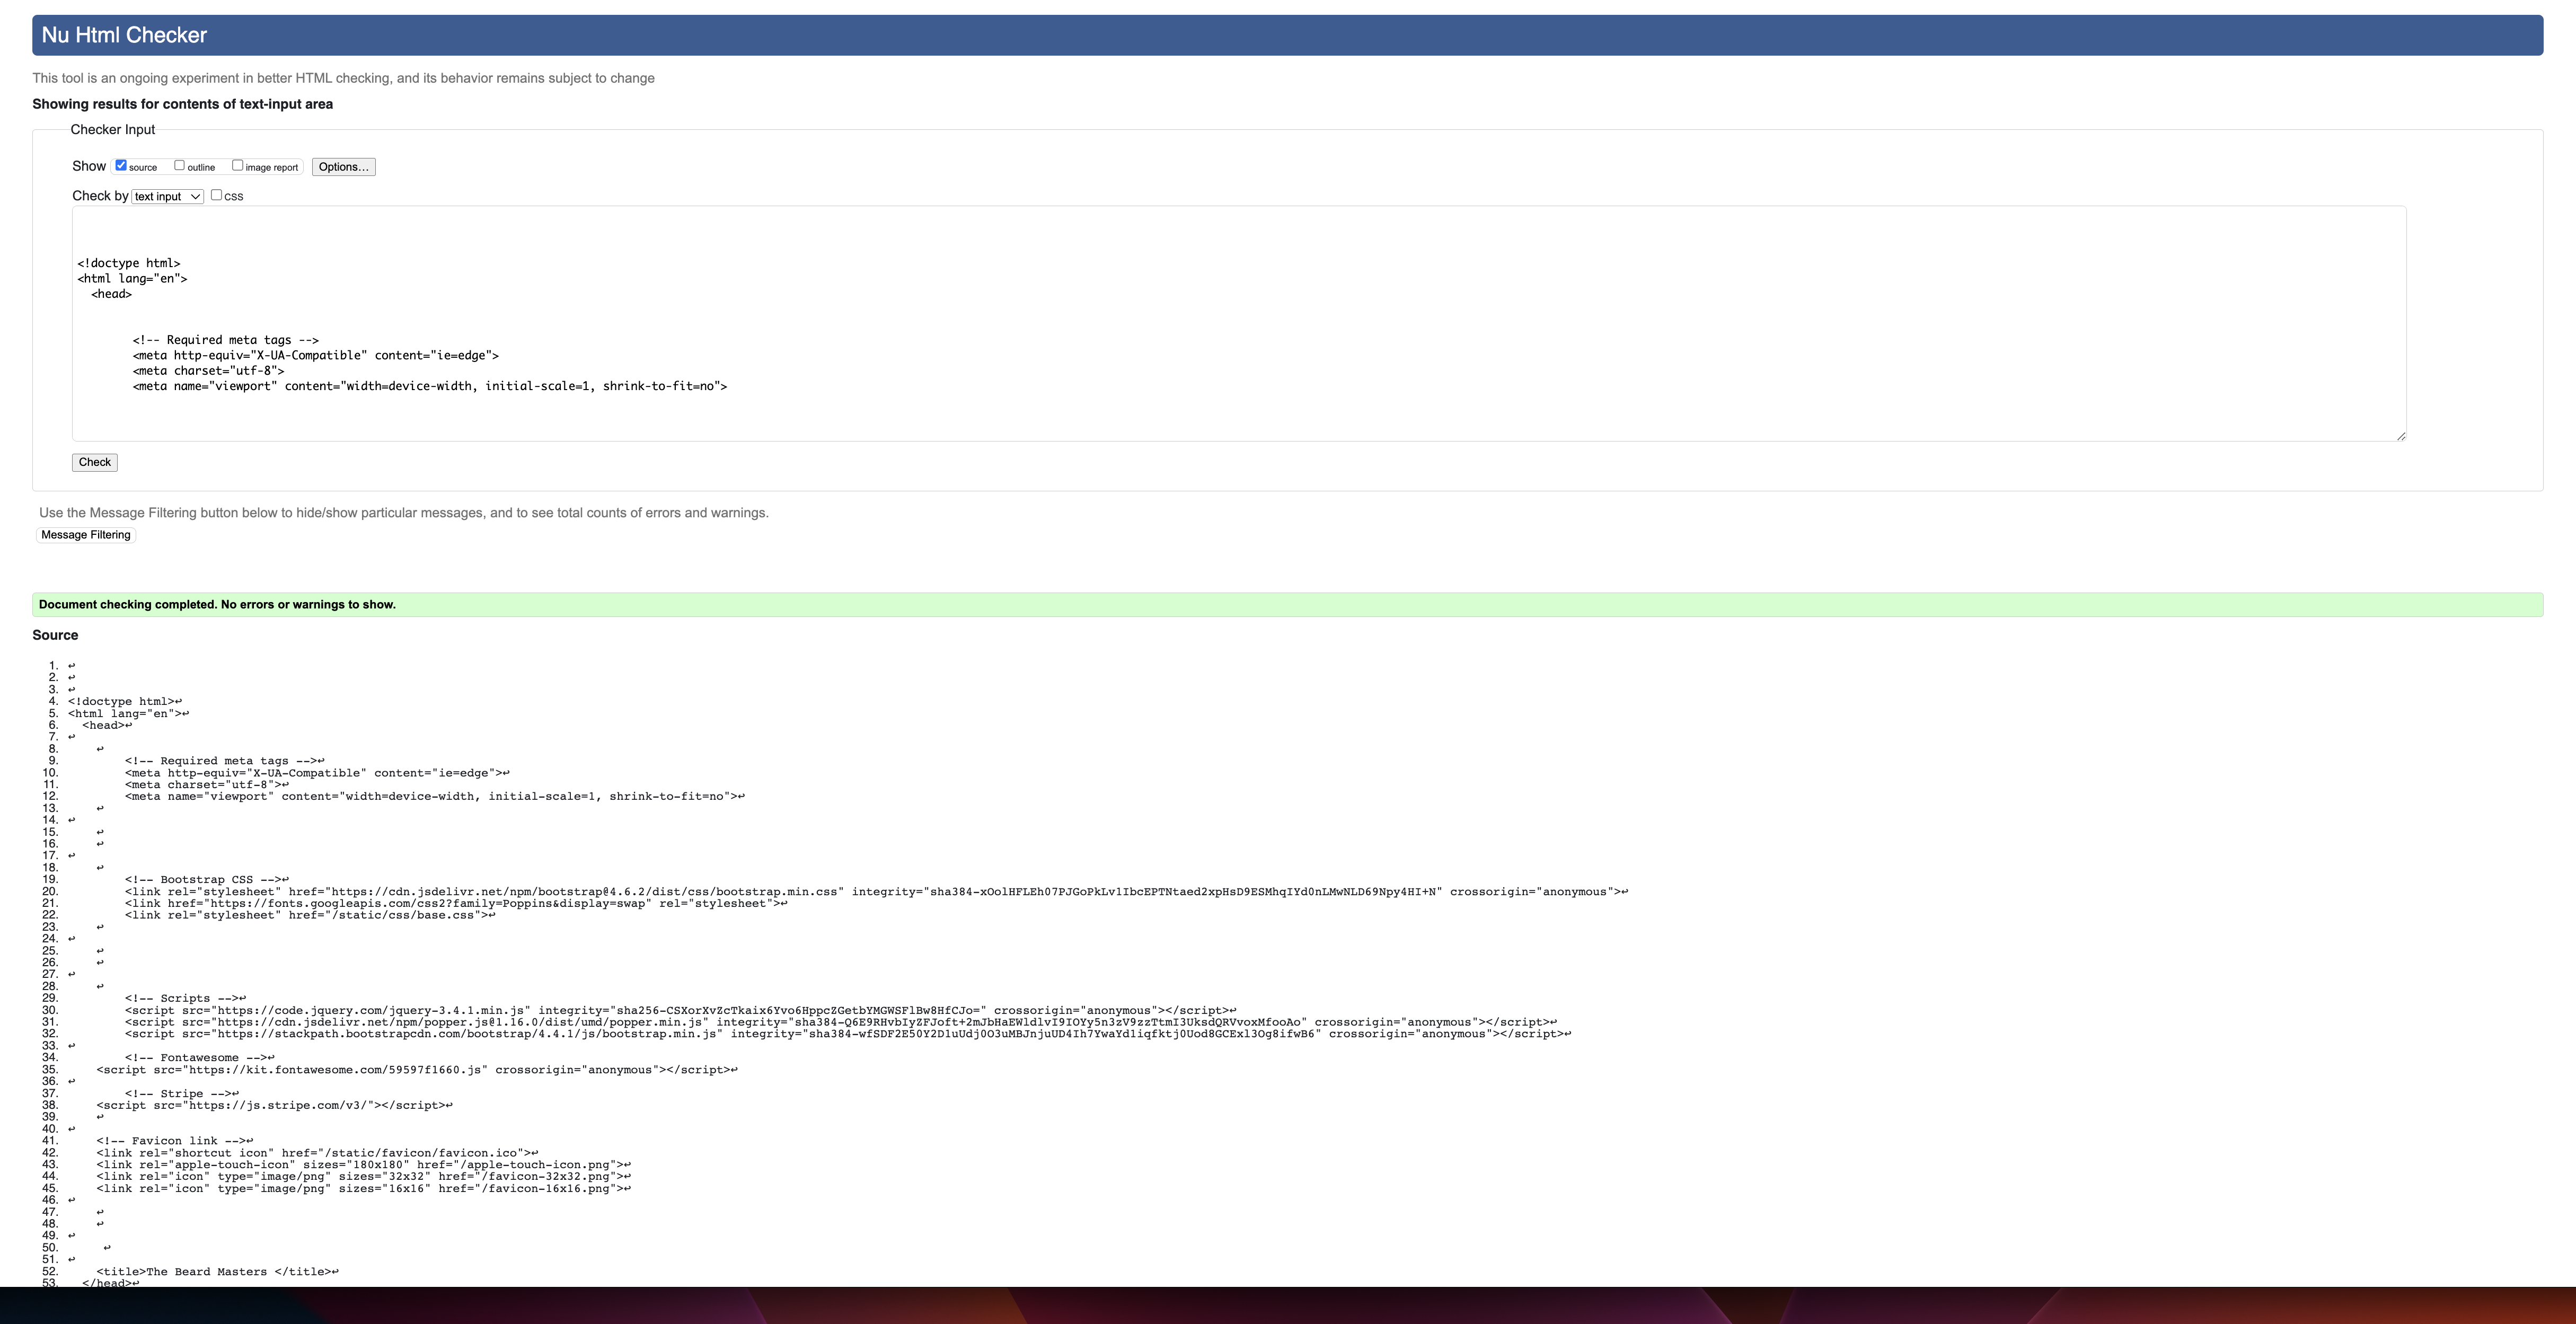 Nu Html Checker
This tool is an ongoing experiment in better HTML checking, and its behavior remains subject to change
Showing results for contents of text-input area
Checker Input
Show source outline image report Options...
Check by text input CSS
<!doctype html>
<html lang="en">
<head>
<!-- Required meta tags -->
<meta http-equiv="X-UA-Compatible" content="ie=edge">
<meta charset="utf-8">
<meta name="viewport" content="width=device-width, initial-scale=1, shrink-to-fit=no">
Check
Use the Message Filtering button below to hide/show particular messages, and to see total counts of errors and warnings.
Message Filtering
Document checking completed. No errors or warnings to show.
Source
1. ↩
2. ↩
3. ↩
4. <!doctype html>↩
5. <html lang="en">↩
6. <head>↩
7. ↩
8. ↩
9. <!-- Required meta tags -->↩
10. <meta http-equiv="X-UA-Compatible" content="ie=edge">↩
11. <meta charset="utf-8">↩
12. <meta name="viewport" content="width=device-width, initial-scale=1, shrink-to-fit=no">↩
13. ↩
14. ↩
15. ↩
16. ↩
17. ↩
18. ↩
19. <!-- Bootstrap CSS -->↩
20. <link rel="stylesheet" href="https://cdn.jsdelivr.net/npm/bootstrap@4.6.2/dist/css/bootstrap.min.css" integrity="sha384-xOolHFLEh07PJGoPkLv1IbcEPTNtaed2xpHsD9ESMhqIYd0nLMwNLD69Npy4HI+N" crossorigin="anonymous">↩
21. <link href="https://fonts.googleapis.com/css2?family=Poppins&display=swap" rel="stylesheet">↩
22. <link rel="stylesheet" href="/static/css/base.css">↩
23. ↩
24. ↩
25. ↩
26. ↩
27. ↩
28. ↩
29. <!-- Scripts -->↩
30. <script src="https://code.jquery.com/jquery-3.4.1.min.js" integrity="sha256-CSXorXvZcTkaix6Yvo6HppcZGetbYMGWSFlBw8HfCJo=" crossorigin="anonymous"></script>↩
31. <script src="https://cdn.jsdelivr.net/npm/popper.js@1.16.0/dist/umd/popper.min.js" integrity="sha384-Q6E9RHvbIyZFJoft+2mJbHaEWldlvI9IOYy5n3zV9zzTtmI3UksdQRVvoxMfooAo" crossorigin="anonymous"></script>↩
32. <script src="https://stackpath.bootstrapcdn.com/bootstrap/4.4.1/js/bootstrap.min.js" integrity="sha384-wfSDF2E50Y2D1uUdj0O3uMBJnjuUD4Ih7YwaYd1iqfktj0Uod8GCExl3Og8ifwB6" crossorigin="anonymous"></script>↩
33. ↩
34. <!-- Fontawesome -->↩
35. <script src="https://kit.fontawesome.com/59597f1660.js" crossorigin="anonymous"></script>↩
36. ↩
37. <!-- Stripe -->↩
38. <script src="https://js.stripe.com/v3/"></script>↩
39. ↩
40. ↩
41. <!-- Favicon link -->↩
42. <link rel="shortcut icon" href="/static/favicon/favicon.ico">↩
43. <link rel="apple-touch-icon" sizes="180x180" href="/apple-touch-icon.png">↩
44. <link rel="icon" type="image/png" sizes="32x32" href="/favicon-32x32.png">↩
45. <link rel="icon" type="image/png" sizes="16x16" href="/favicon-16x16.png">↩
46. ↩
47. ↩
48. ↩
49. ↩
50. ↩
51. ↩
52. <title>The Beard Masters </title>↩
53. </head>↩